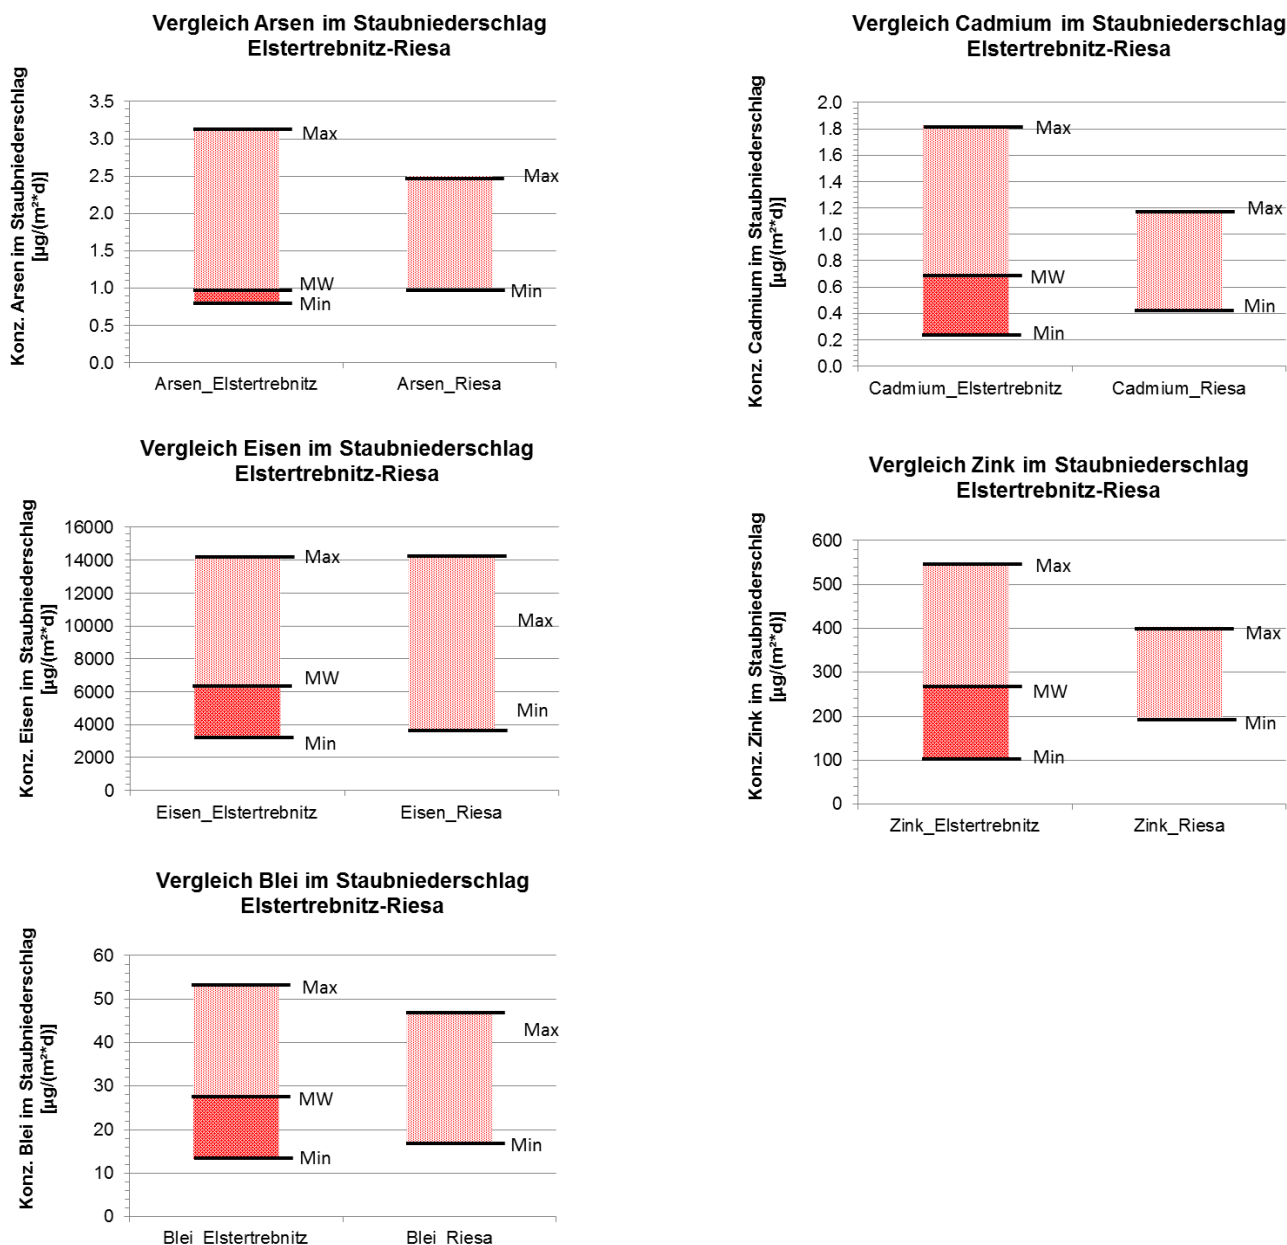 Vergleich Arsen im Staubniederschlag
Elstertrebnitz-Riesa
Konz. Arsen im Staubniederschlag
[µg/(m²*d)]
3.5
3.0
2.5
2.0
1.5
1.0
0.5
0.0
Max
MW
Min
Max
Min
Arsen_Elstertrebnitz
Arsen_Riesa
Vergleich Cadmium im Staubniederschlag
Elstertrebnitz-Riesa
Konz. Cadmium im Staubniederschlag
[µg/(m²*d)]
2.0
1.8
1.6
1.4
1.2
1.0
0.8
0.6
0.4
0.2
0.0
Max
MW
Min
Max
Min
Cadmium_Elstertrebnitz
Cadmium_Riesa
Vergleich Eisen im Staubniederschlag
Elstertrebnitz-Riesa
Konz. Eisen im Staubniederschlag
[µg/(m²*d)]
16000
14000
12000
10000
8000
6000
4000
2000
0
Max
MW
Min
Max
Min
Eisen_Elstertrebnitz
Eisen_Riesa
Vergleich Zink im Staubniederschlag
Elstertrebnitz-Riesa
Konz. Zink im Staubniederschlag
[µg/(m²*d)]
600
500
400
300
200
100
0
Max
MW
Min
Max
Min
Zink_Elstertrebnitz
Zink_Riesa
Vergleich Blei im Staubniederschlag
Elstertrebnitz-Riesa
Konz. Blei im Staubniederschlag
[µg/(m²*d)]
60
50
40
30
20
10
0
Max
MW
Min
Max
Min
Blei_Elstertrebnitz
Blei_Riesa